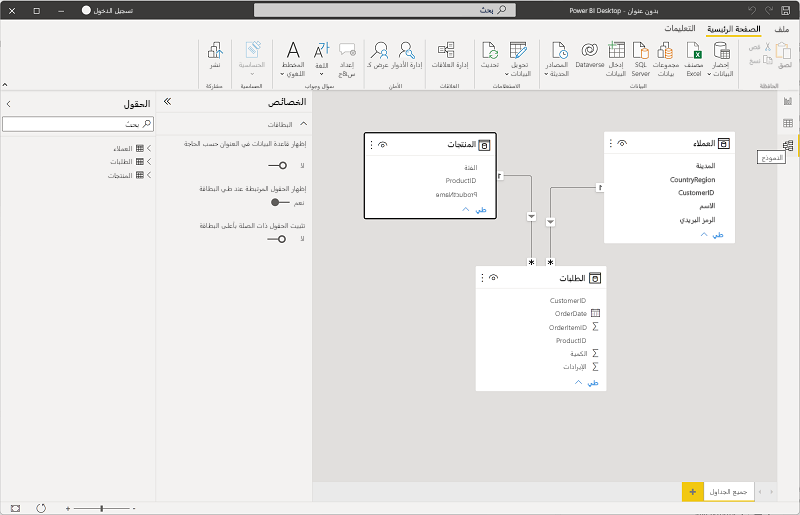 بدون عنوان - Power BI Desktop
بحث
تسجيل الدخول
ملف
الصفحة الرئيسية
التعليمات
لصق
قص
نسخ
الحافظة
إحضار البيانات
مصنف Excel
مجموعات بيانات
SQL Server
إدخال البيانات
Dataverse
المصادر الحديثة
البيانات
تحويل البيانات
تحديث
الاستعلامات
إدارة العلاقات
العلاقات
إدارة الأدوار
عرض كـ
الأمان
إعداد س&ج
اللغة
المخطط اللغوي
سؤال وجواب
الحساسية
الحساسية
نشر
مشاركة
النموذج
العملاء
المدينة
CountryRegion
CustomerID
الاسم
الرمز البريدي
طي
المنتجات
الفئة
ProductID
ProductName
طي
1
1
*
*
الطلبات
CustomerID
OrderDate
OrderItemID
ProductID
الكمية
الإيرادات
طي
الخصائص
البطاقات
إظهار قاعدة البيانات في العنوان حسب الحاجة
لا
إظهار الحقول المرتبطة عند طي البطاقة
نعم
تثبيت الحقول ذات الصلة بأعلى البطاقة
لا
الحقول
بحث
العملاء
الطلبات
المنتجات
جميع الجداول
+
+
-